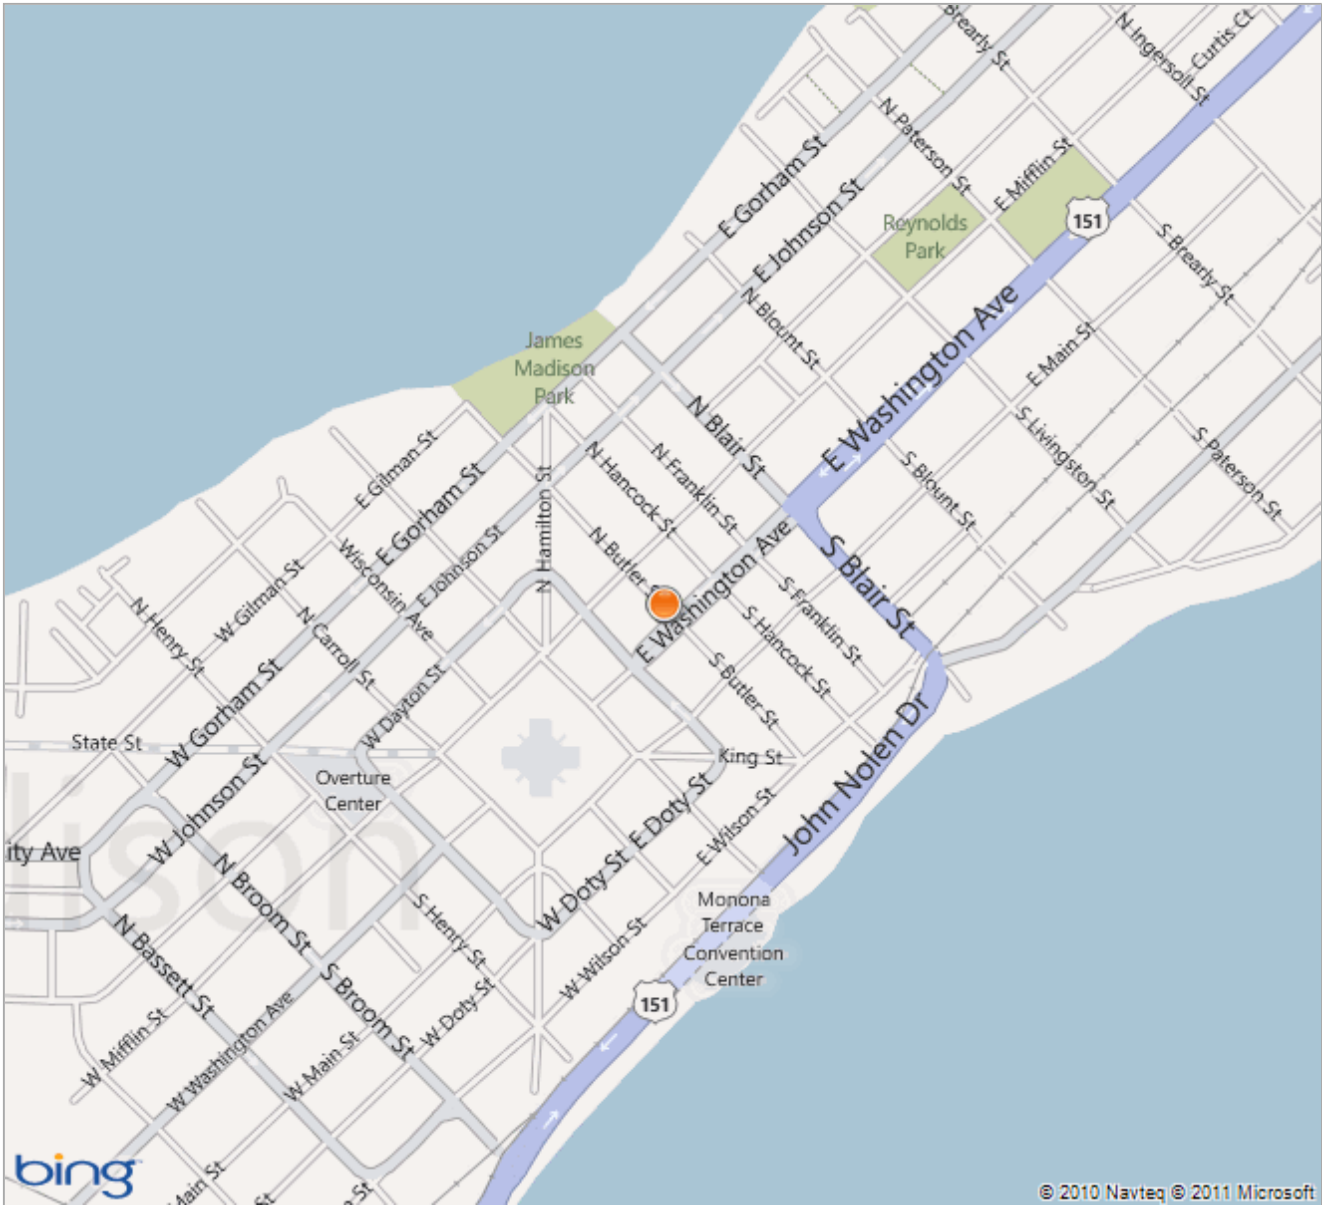 Brearly St
N Ingersoll St
Curtis Ct
N Paterson St
E Mifflin St
E Gorham St
E Johnson St
Reynolds
Park
151
S Brearly St
N Blount St
E Washington Ave
E Main St
James
Madison
Park
N Blair St
S Livingston St
S Paterson St
E Gilman St
E Gorham St
N Hamilton St
N Hancock St
N Franklin St
S Blount St
Wisconsin Ave
E Johnson St
N Butler St
E Washington Ave
S Blair St
W Gilman St
N Henry St
N Carroll St
S Franklin St
S Hancock St
S Butler St
W Gorham St
W Dayton St
State St
King St
John Nolen Dr
Overture
Center
W Johnson St
E Doty St
E Wilson St
ity Ave
dison
N Broom St
W Doty St
S Henry St
Monona
Terrace
Convention
Center
N Bassett St
W Wilson St
S Broom St
151
W Doty St
W Mifflin St
W Washington Ave
W Main St
bing
Main St
St
St
© 2010 Navteq © 2011 Microsoft